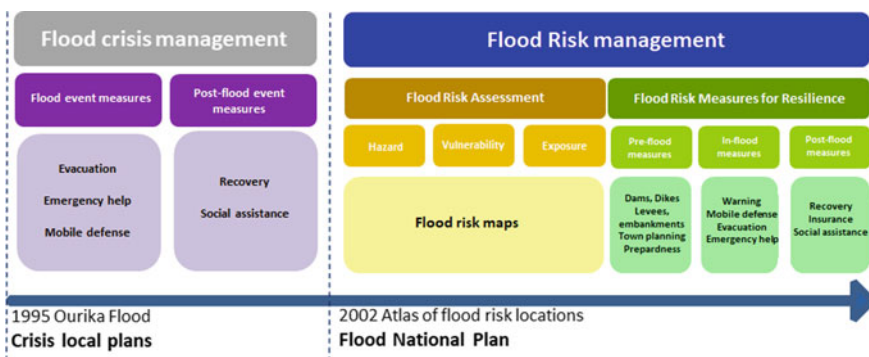 Flood crisis management
Flood event measures
Post-flood event
measures
Evacuation
Emergency help
Mobile defense
Recovery
Social assistance
Flood Risk management
Flood Risk Assessment
Flood Risk Measures for Resilience
Hazard
Vulnerability
Exposure
Pre-flood
measures
In-flood
measures
Post-flood
measures
Flood risk maps
Dams, Dikes
Levees,
embankments
Town planning
Prepardness
Warning
Mobile defense
Evacuation
Emergency help
Recovery
Insurance
Social assistance
1995 Ourika Flood
Crisis local plans
2002 Atlas of flood risk locations
Flood National Plan